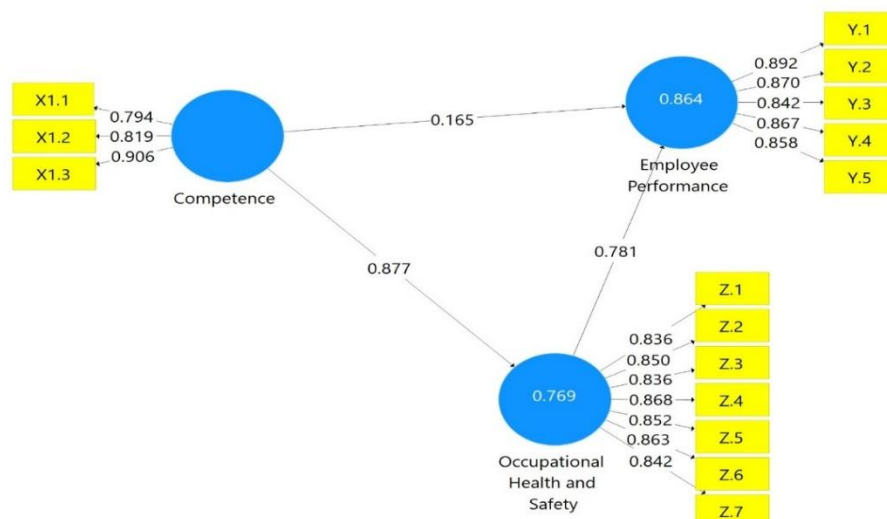 X1.1
X1.2
X1.3
0.794
0.819
0.906
Competence
0.165
0.877
0.864
Employee
Performance
0.892
0.870
0.842
0.867
0.858
Y.1
Y.2
Y.3
Y.4
Y.5
0.781
0.769
Occupational
Health and
Safety
0.836
0.850
0.836
0.868
0.852
0.863
0.842
Z.1
Z.2
Z.3
Z.4
Z.5
Z.6
Z.7